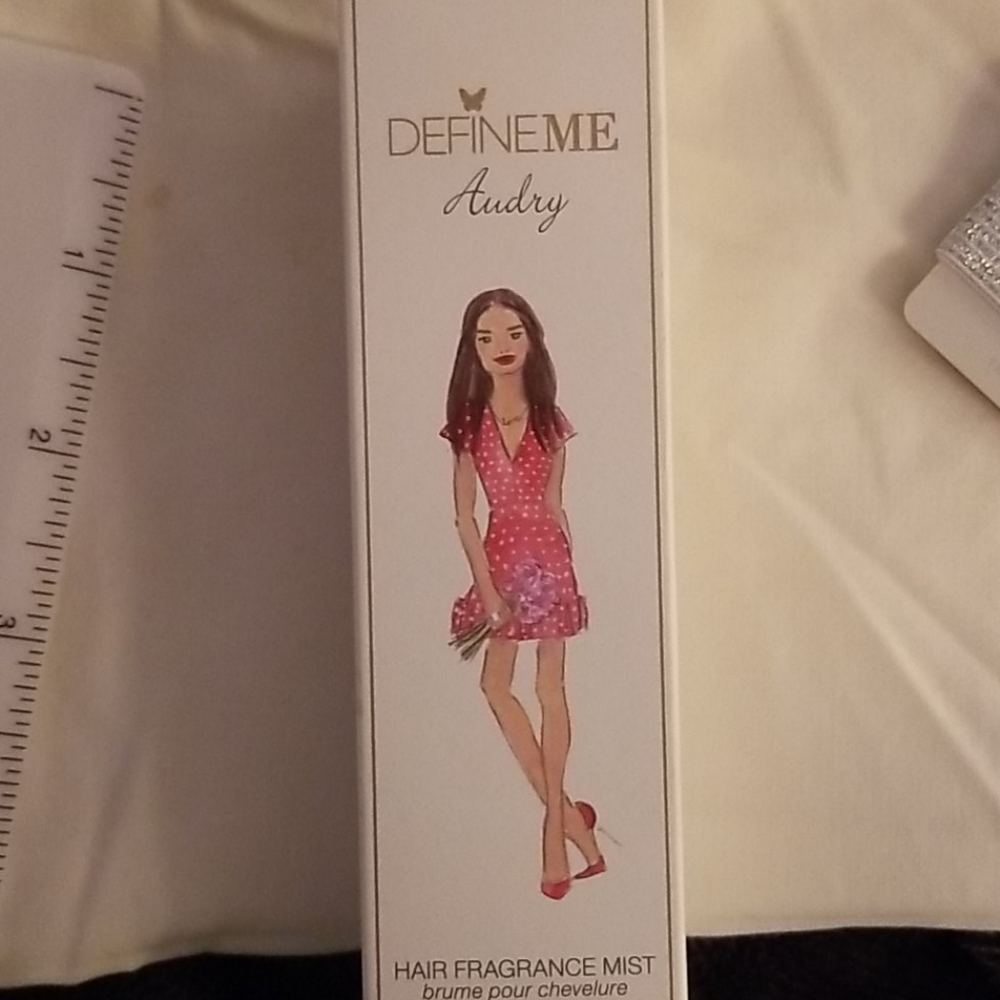 DEFINEME
Audry
HAIR FRAGRANCE MIST
brume pour chevelure
1
2
3